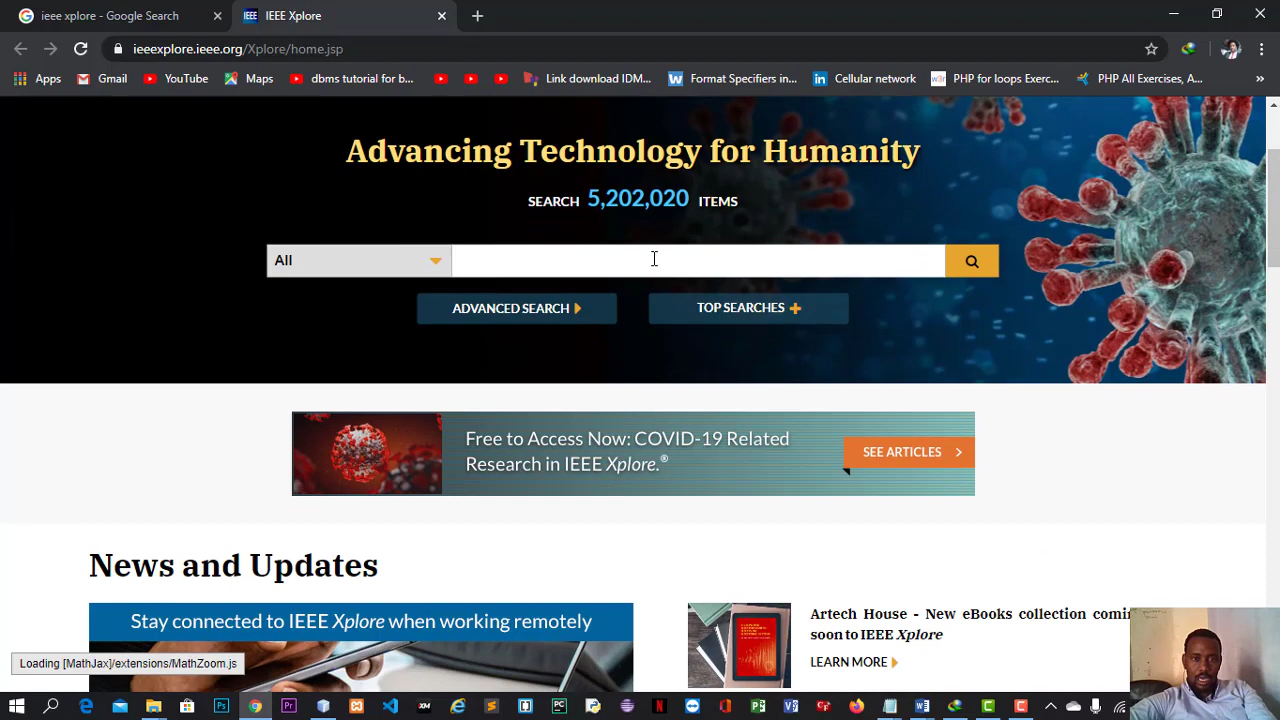 ieee xplore - Google Search
IEEE
IEEE Xplore
ieeexplore.ieee.org/Xplore/home.jsp
Apps
Gmail
YouTube
Maps
dbms tutorial for b...
Link download IDM...
Format Specifiers in...
Cellular network
PHP for loops Exerc...
PHP All Exercises, A...
Advancing Technology for Humanity
SEARCH 5,202,020 ITEMS
All
ADVANCED SEARCH
TOP SEARCHES
Free to Access Now: COVID-19 Related
Research in IEEE Xplore.®
SEE ARTICLES
News and Updates
Stay connected to IEEE Xplore when working remotely
Artech House - New eBooks collection comin
soon to IEEE Xplore
LEARN MORE
Loading [MathJax]/extensions/MathZoom.js